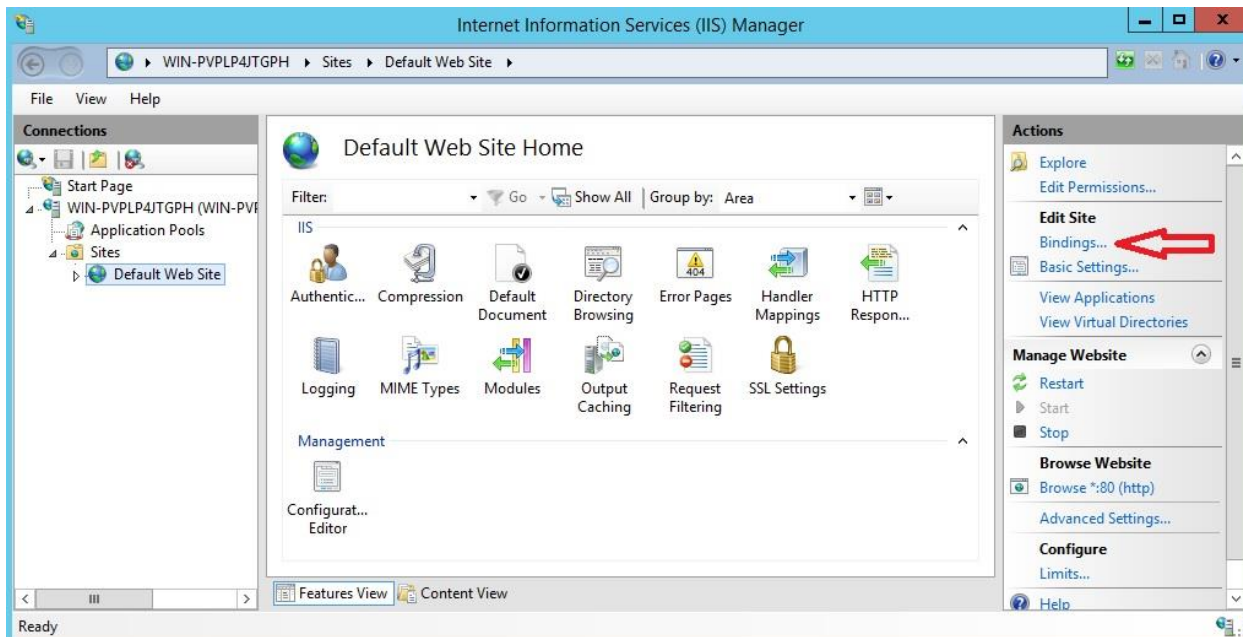 Internet Information Services (IIS) Manager
WIN-PVPLP4JTGPH ▸ Sites ▸ Default Web Site ▸
File View Help
Connections
Start Page
WIN-PVPLP4JTGPH (WIN-PVP
Application Pools
Sites
Default Web Site
Default Web Site Home
Filter: Go Show All Group by: Area
IIS
Authentic... Compression Default Document Directory Browsing Error Pages Handler Mappings HTTP Respon...
404
Logging MIME Types Modules Output Caching Request Filtering SSL Settings
Management
Configurat... Editor
Features View Content View
Actions
Explore
Edit Permissions...
Edit Site
Bindings...
Basic Settings...
View Applications
View Virtual Directories
Manage Website
Restart
Start
Stop
Browse Website
Browse *:80 (http)
Advanced Settings...
Configure
Limits...
Help
Ready